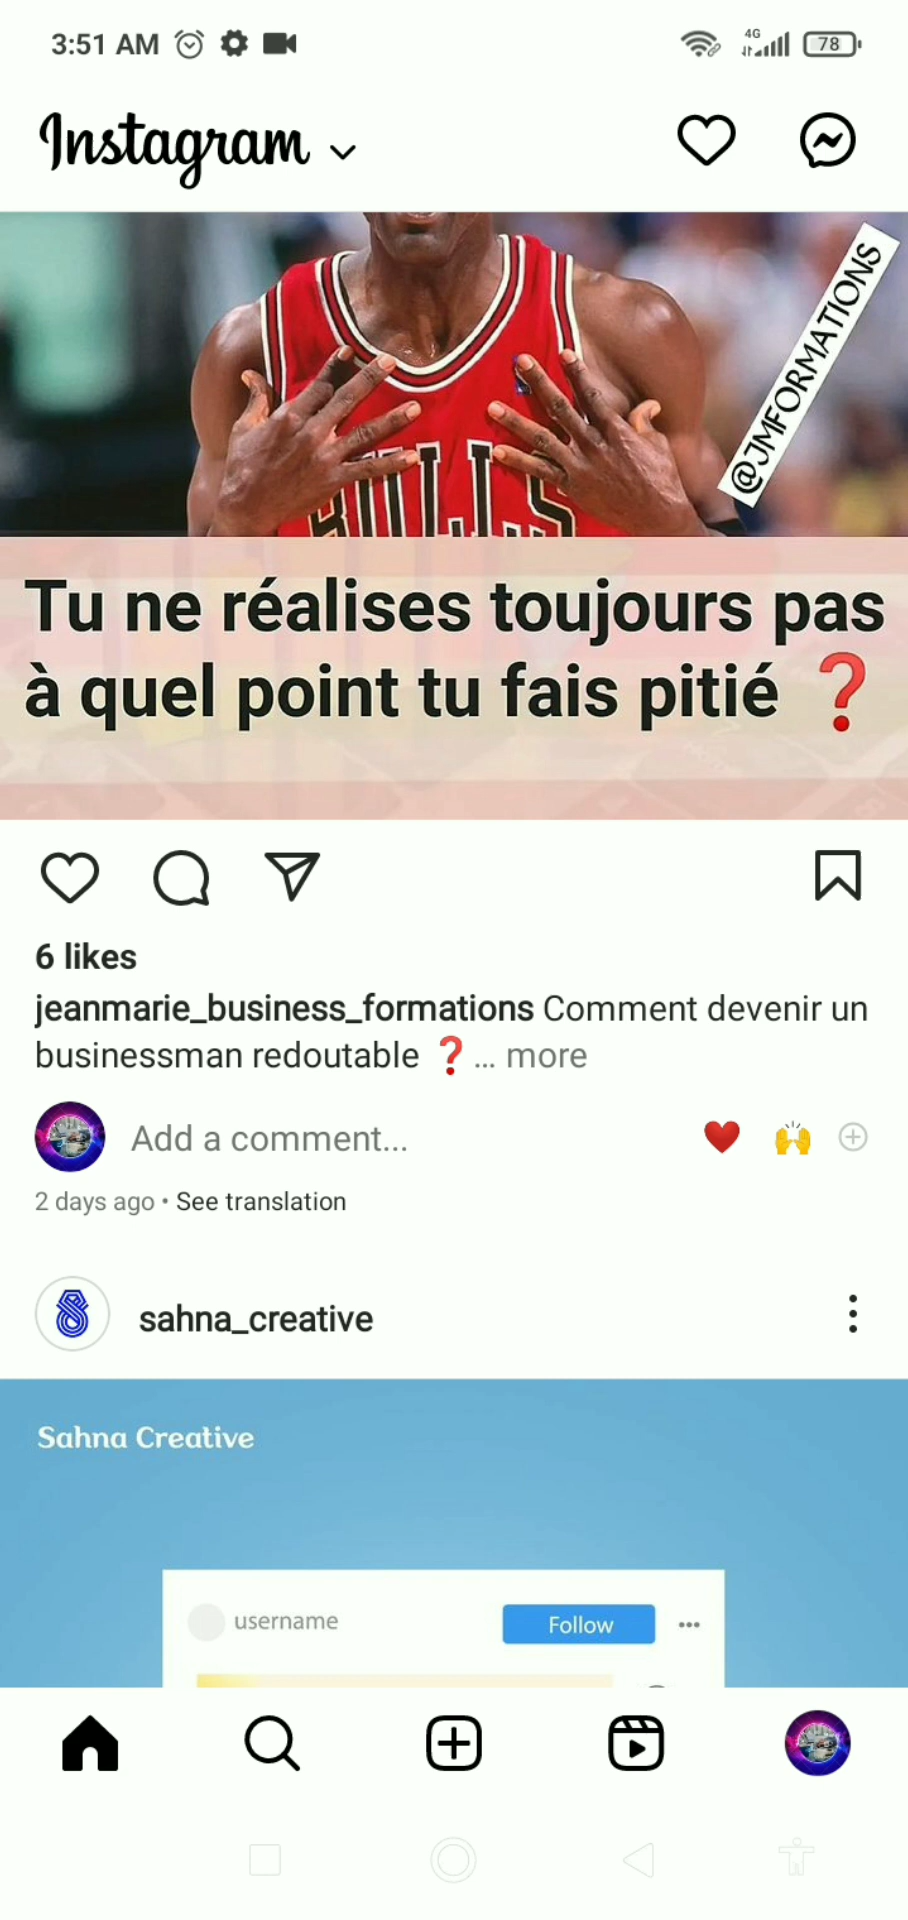 3:51 AM
4G
78
Instagram
@JMFORMATIONS
BULLS
Tu ne réalises toujours pas
à quel point tu fais pitié ❓
6 likes
jeanmarie_business_formations Comment devenir un
businessman redoutable ❓... more
Add a comment...
2 days ago • See translation
sahna_creative
Sahna Creative
username
Follow